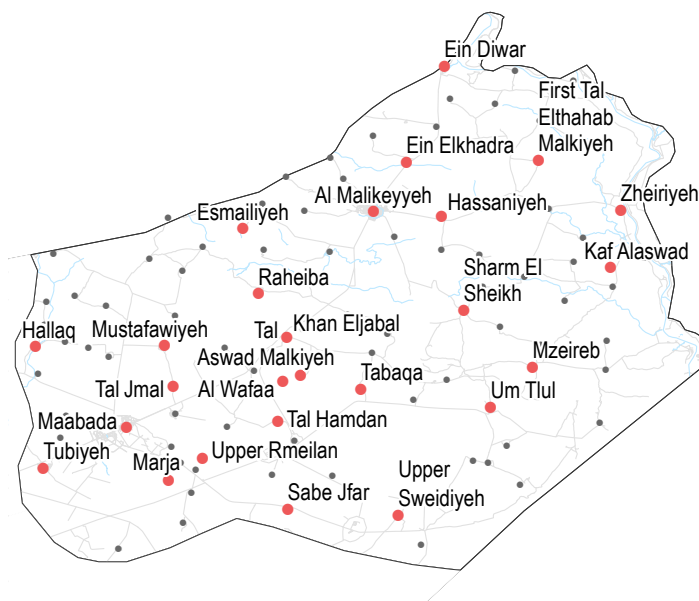 Ein Diwar
First Tal
Elthahab
Malkiyeh
Ein Elkhadra
Al Malikeyyeh
Hassaniyeh
Zheiriyeh
Esmailiyeh
Kaf Alaswad
Raheiba
Sharm El
Sheikh
Hallaq
Mustafawiyeh
Tal
Khan Eljabal
Aswad Malkiyeh
Mzeireb
Tal Jmal
Al Wafaa
Tabaqa
Um Tlul
Maabada
Tal Hamdan
Tubiyeh
Marja
Upper Rmeilan
Upper
Sweidiyeh
Sabe Jfar